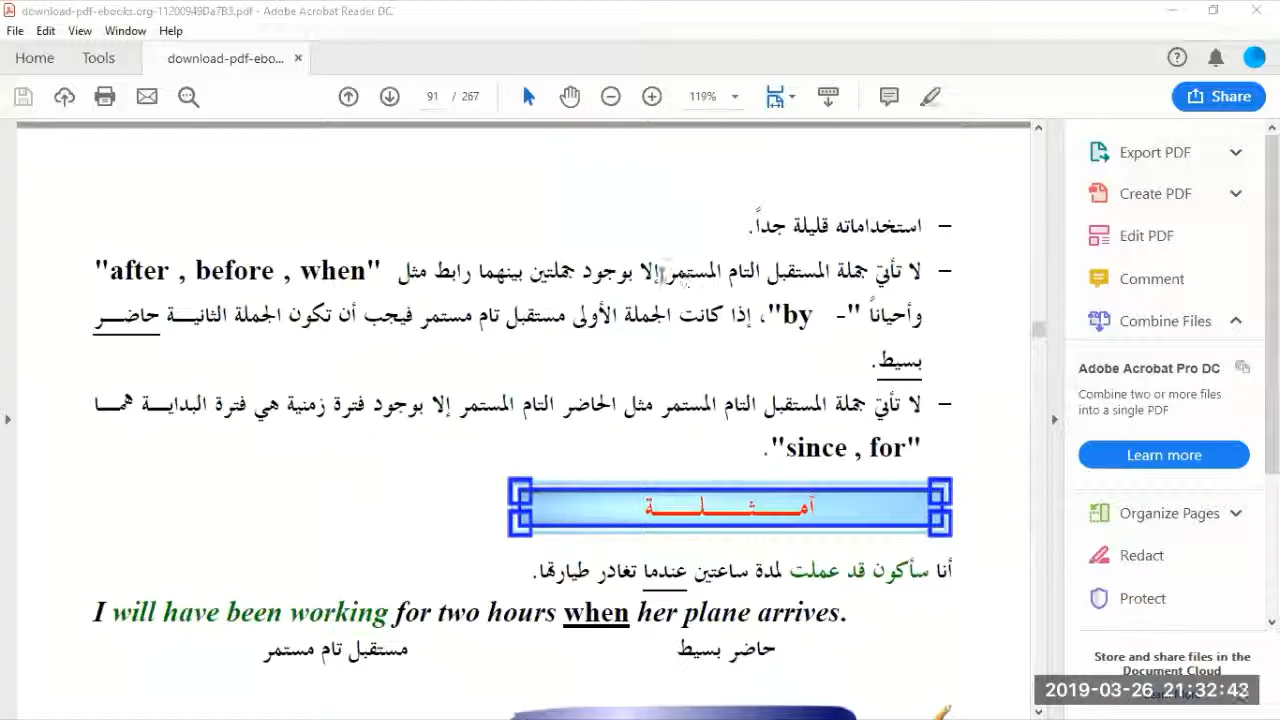 download-pdf-ebooks.org-11200949Da7B3.pdf - Adobe Acrobat Reader DC
File Edit View Window Help
Home Tools download-pdf-ebo... ×
91 / 267 119% Share
Export PDF
Create PDF
Edit PDF
Comment
Combine Files
Adobe Acrobat Pro DC
Combine two or more files
into a single PDF
Learn more
Organize Pages
Redact
Protect
Store and share files in the
Document Cloud
– استخداماته قليلة جداً.
– لا تأتي جملة المستقبل التام المستمر إلا بوجود جملتين بينهما رابط مثل "after , before , when"
وأحياناً "by -"، إذا كانت الجملة الأولى مستقبل تام مستمر فيجب أن تكون الجملة الثانيــة حاضــر
بسيط.
– لا تأتي جملة المستقبل التام المستمر مثل الحاضر التام المستمر إلا بوجود فترة زمنية هي فترة البدايــة همــا
"since , for".
أمــثــلــة
أنا سأكون قد عملت لمدة ساعتين عندما تغادر طيارتها.
I will have been working for two hours when her plane arrives.
مستقبل تام مستمر حاضر بسيط
2019-03-26 21:32:43